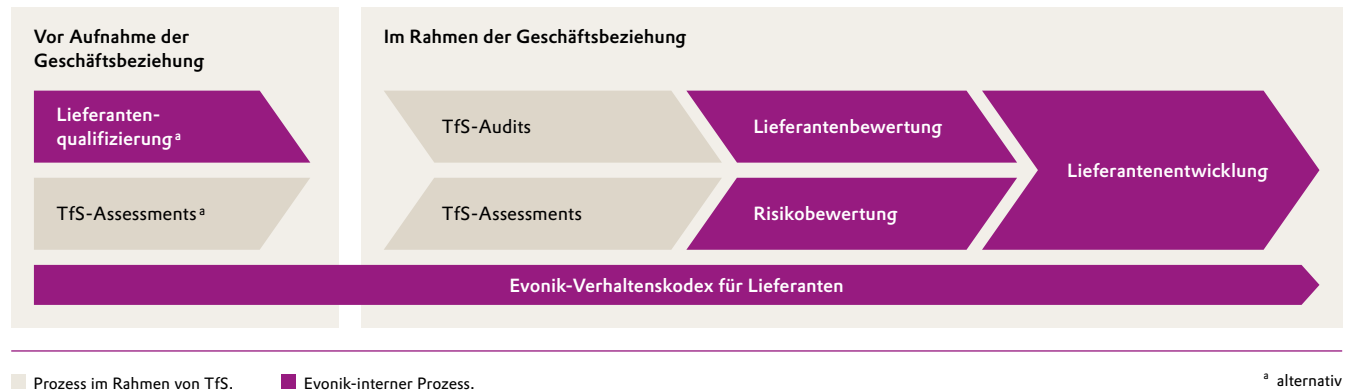 Vor Aufnahme der
Geschäftsbeziehung
Lieferanten-
qualifizierung a
TfS-Assessments a
Im Rahmen der Geschäftsbeziehung
TfS-Audits
TfS-Assessments
Lieferantenbewertung
Risikobewertung
Lieferantenentwicklung
Evonik-Verhaltenskodex für Lieferanten
Prozess im Rahmen von TfS.
Evonik-interner Prozess.
a alternativ